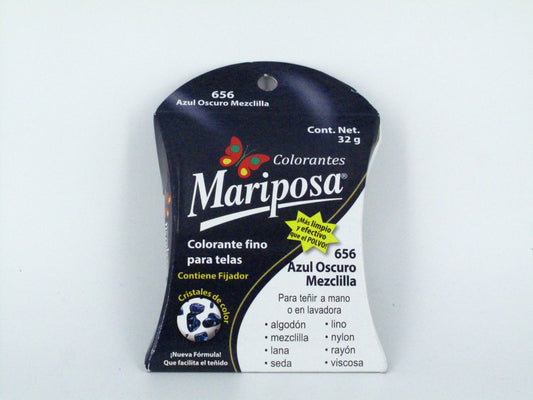 656
Azul Oscuro Mezclilla
Cont. Net.
32 g
Colorantes
Mariposa®
¡Más limpio
y efectivo
que el POLVO!
Colorante fino
para telas
Contiene Fijador
Cristales de color
¡Nueva Fórmula!
Que facilita el teñido
656
Azul Oscuro
Mezclilla
Para teñir a mano
o en lavadora
• algodón • lino
• mezclilla • nylon
• lana • rayón
• seda • viscosa